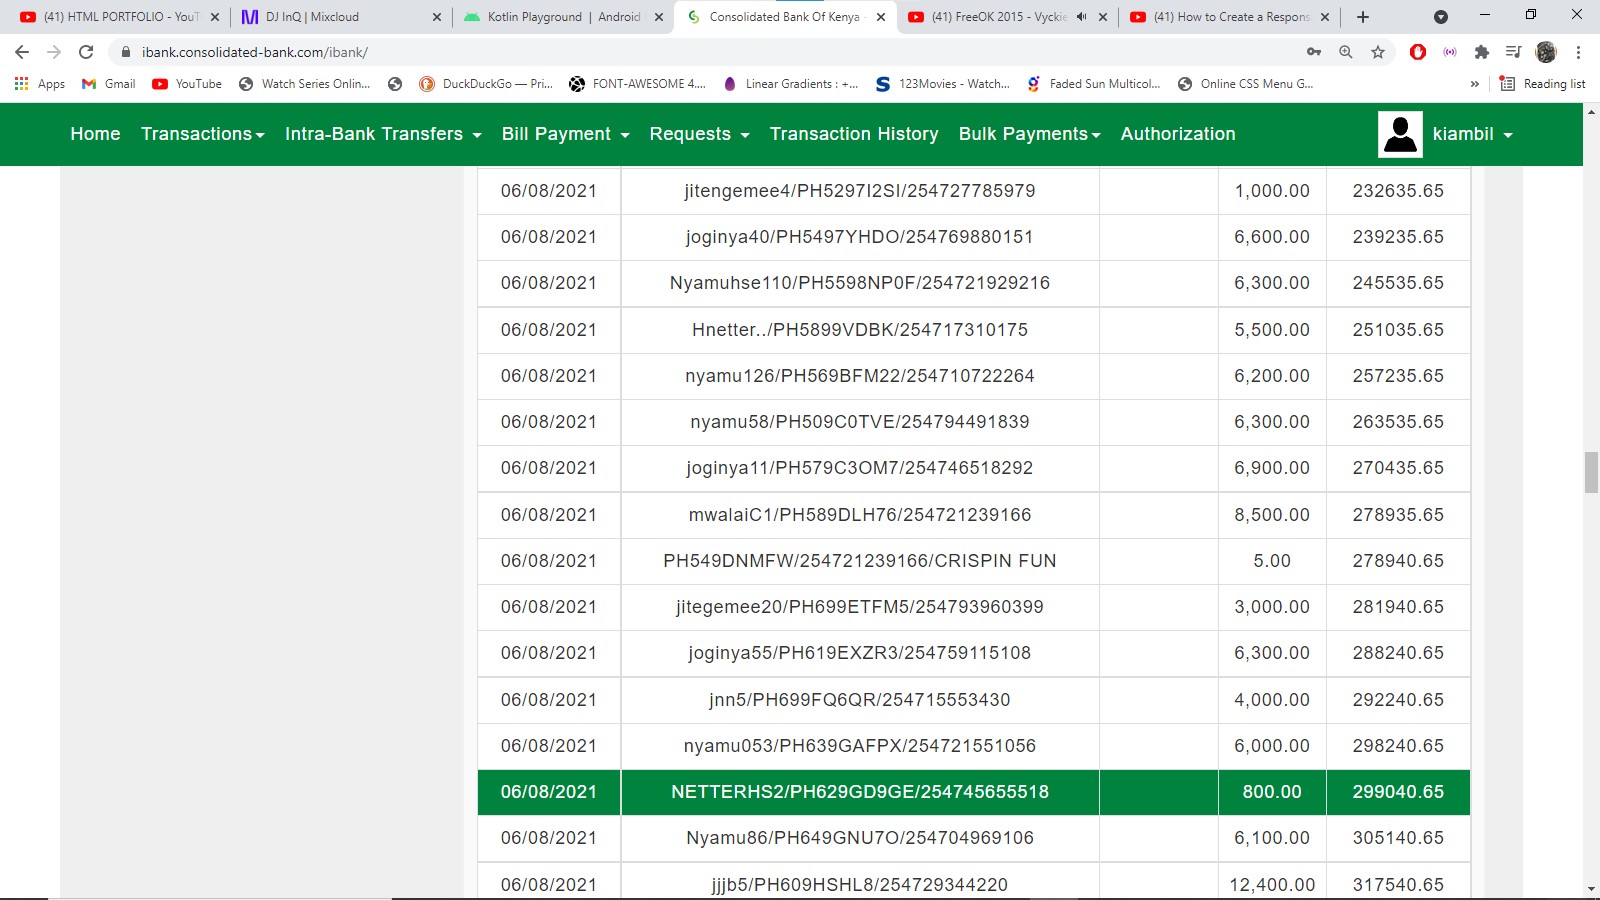 (41) HTML PORTFOLIO - YouT
DJ InQ | Mixcloud
Kotlin Playground | Android
Consolidated Bank Of Kenya -
(41) FreeOK 2015 - Vyckie
(41) How to Create a Respons
ibank.consolidated-bank.com/ibank/
Apps Gmail YouTube Watch Series Onlin... DuckDuckGo — Pri... FONT-AWESOME 4.... Linear Gradients : +... 123Movies - Watch... Faded Sun Multicol... Online CSS Menu G... » Reading list
Home Transactions Intra-Bank Transfers Bill Payment Requests Transaction History Bulk Payments Authorization kiambil
06/08/2021 jitengemee4/PH5297I2SI/254727785979 1,000.00 232635.65
06/08/2021 joginya40/PH5497YHDO/254769880151 6,600.00 239235.65
06/08/2021 Nyamuhse110/PH5598NP0F/254721929216 6,300.00 245535.65
06/08/2021 Hnetter../PH5899VDBK/254717310175 5,500.00 251035.65
06/08/2021 nyamu126/PH569BFM22/254710722264 6,200.00 257235.65
06/08/2021 nyamu58/PH509C0TVE/254794491839 6,300.00 263535.65
06/08/2021 joginya11/PH579C3OM7/254746518292 6,900.00 270435.65
06/08/2021 mwalaiC1/PH589DLH76/254721239166 8,500.00 278935.65
06/08/2021 PH549DNMFW/254721239166/CRISPIN FUN 5.00 278940.65
06/08/2021 jitegemee20/PH699ETFM5/254793960399 3,000.00 281940.65
06/08/2021 joginya55/PH619EXZR3/254759115108 6,300.00 288240.65
06/08/2021 jnn5/PH699FQ6QR/254715553430 4,000.00 292240.65
06/08/2021 nyamu053/PH639GAFPX/254721551056 6,000.00 298240.65
06/08/2021 NETTERHS2/PH629GD9GE/254745655518 800.00 299040.65
06/08/2021 Nyamu86/PH649GNU7O/254704969106 6,100.00 305140.65
06/08/2021 jjjb5/PH609HSHL8/254729344220 12,400.00 317540.65